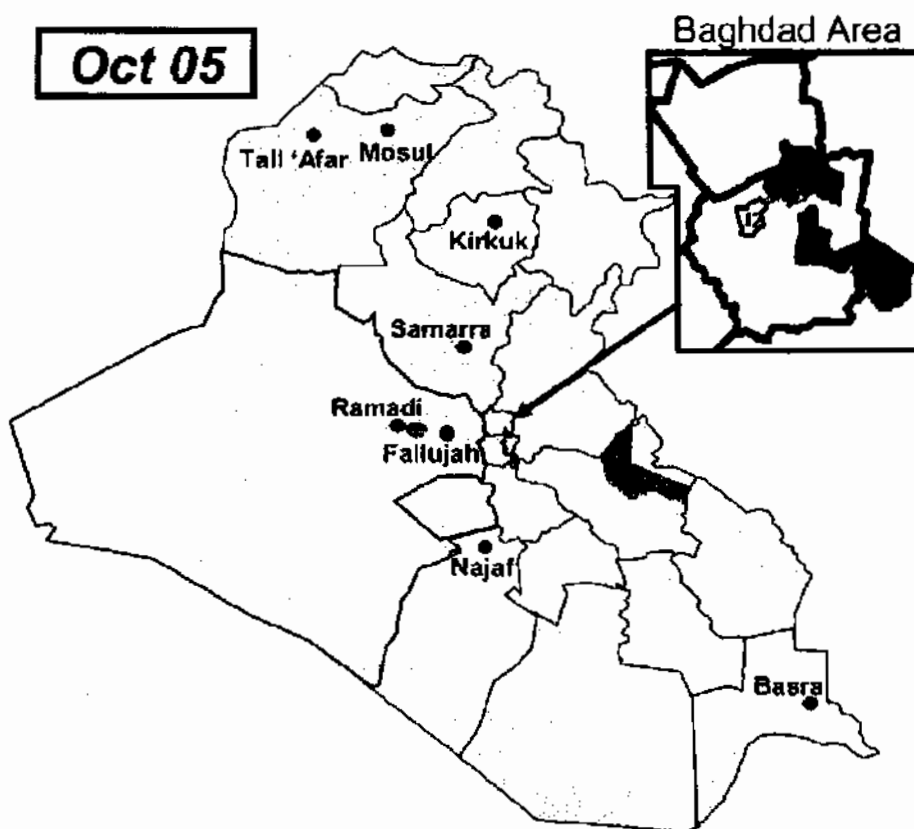 Oct 05
Baghdad Area
Tall 'Afar
Mosul
Kirkuk
Samarra
Ramadi
Fallujah
Najaf
Basra